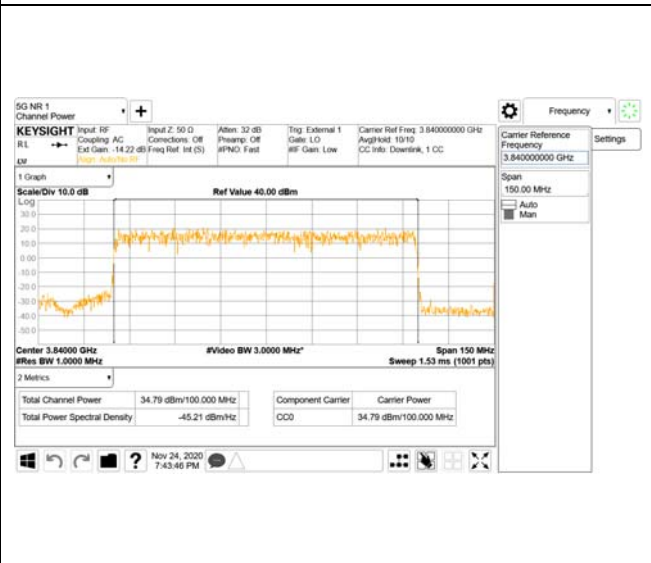 5G NR 1
Channel Power
Frequency
KEYSIGHT
Input: RF
Input Z: 50 Ω
Atten: 32 dB
Trig: External 1
Carrier Ref Freq: 3.840000000 GHz
RL
Coupling: AC
Corrections: Off
Preamp: Off
Gate: LO
Avg|Hold: 10/10
Ext Gain: -14.22 dB
Freq Ref: Int (S)
#PNO: Fast
#IF Gain: Low
CC Info: Downlink, 1 CC
Align: Auto/No RF
Carrier Reference
Frequency
3.840000000 GHz
Settings
Span
150.00 MHz
Auto
Man
1 Graph
Scale/Div 10.0 dB
Ref Value 40.00 dBm
Log
30.0
20.0
10.0
0.00
-10.0
-20.0
-30.0
-40.0
-50.0
Center 3.84000 GHz
#Video BW 3.0000 MHz*
Span 150 MHz
#Res BW 1.0000 MHz
Sweep 1.53 ms (1001 pts)
2 Metrics
Total Channel Power
34.79 dBm/100.000 MHz
Total Power Spectral Density
-45.21 dBm/Hz
Component Carrier
Carrier Power
CC0
34.79 dBm/100.000 MHz
?
Nov 24, 2020
7:43:46 PM